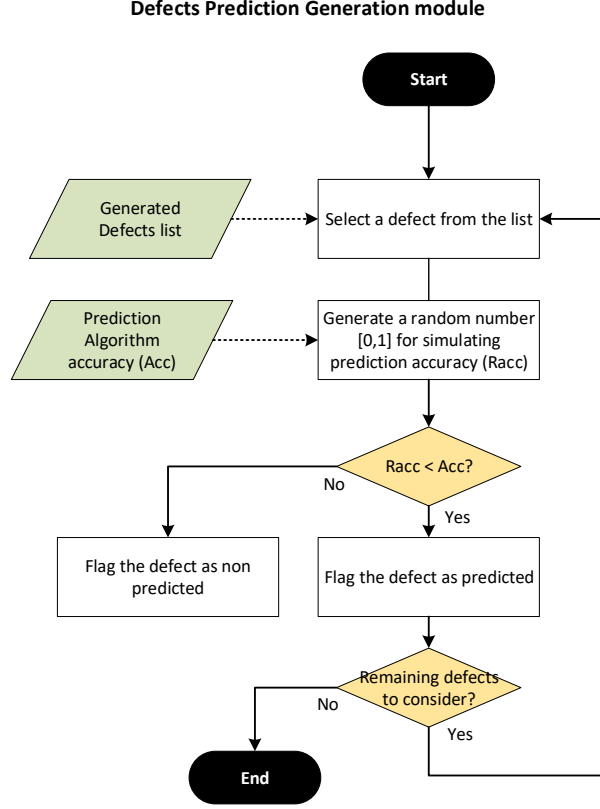 Defects Prediction Generation module
Start
Generated
Defects list
Select a defect from the list
Prediction
Algorithm
accuracy (Acc)
Generate a random number
[0,1] for simulating
prediction accuracy (Racc)
Racc < Acc?
No
Yes
Flag the defect as non
predicted
Flag the defect as predicted
Remaining defects
to consider?
No
Yes
End